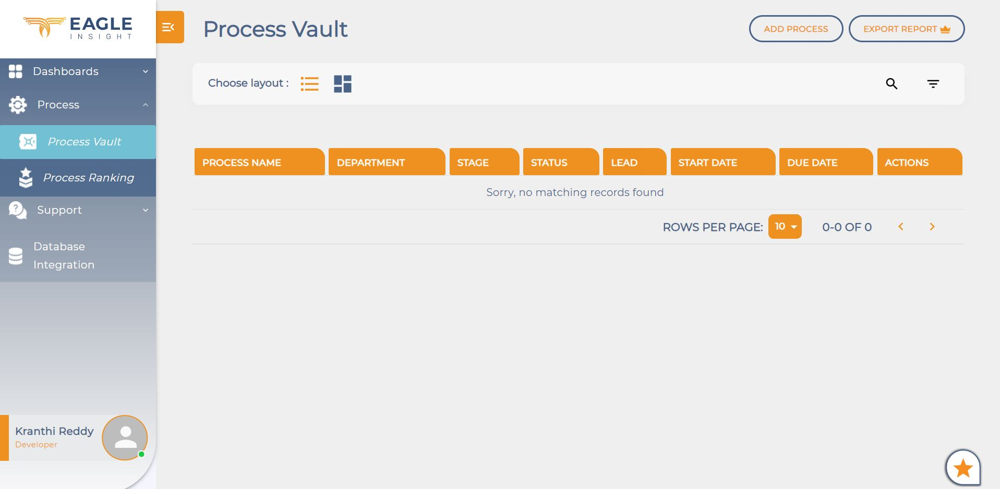 EAGLE
INSIGHT
Dashboards
Process
Process Vault
Process Ranking
Support
Database
Integration
Kranthi Reddy
Developer
Process Vault
ADD PROCESS
EXPORT REPORT
Choose layout :
PROCESS NAME DEPARTMENT STAGE STATUS LEAD START DATE DUE DATE ACTIONS
Sorry, no matching records found
ROWS PER PAGE: 10 0-0 OF 0